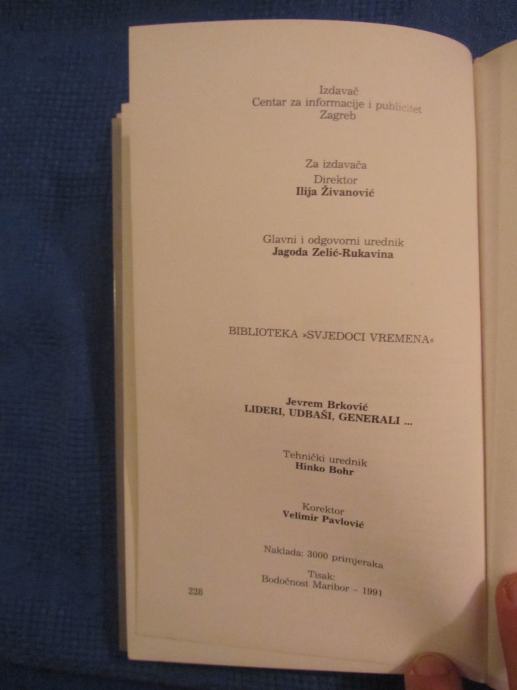 Izdavač
Centar za informacije i publicitet
Zagreb
Za izdavača
Direktor
Ilija Živanović
Glavni i odgovorni urednik
Jagoda Zelić-Rukavina
BIBLIOTEKA »SVJEDOCI VREMENA«
Jevrem Brković
LIDERI, UDBAŠI, GENERALI ...
Tehnički urednik
Hinko Bohr
Korektor
Velimir Pavlović
Naklada: 3000 primjeraka
Tisak:
Bodočnost Maribor – 1991
228